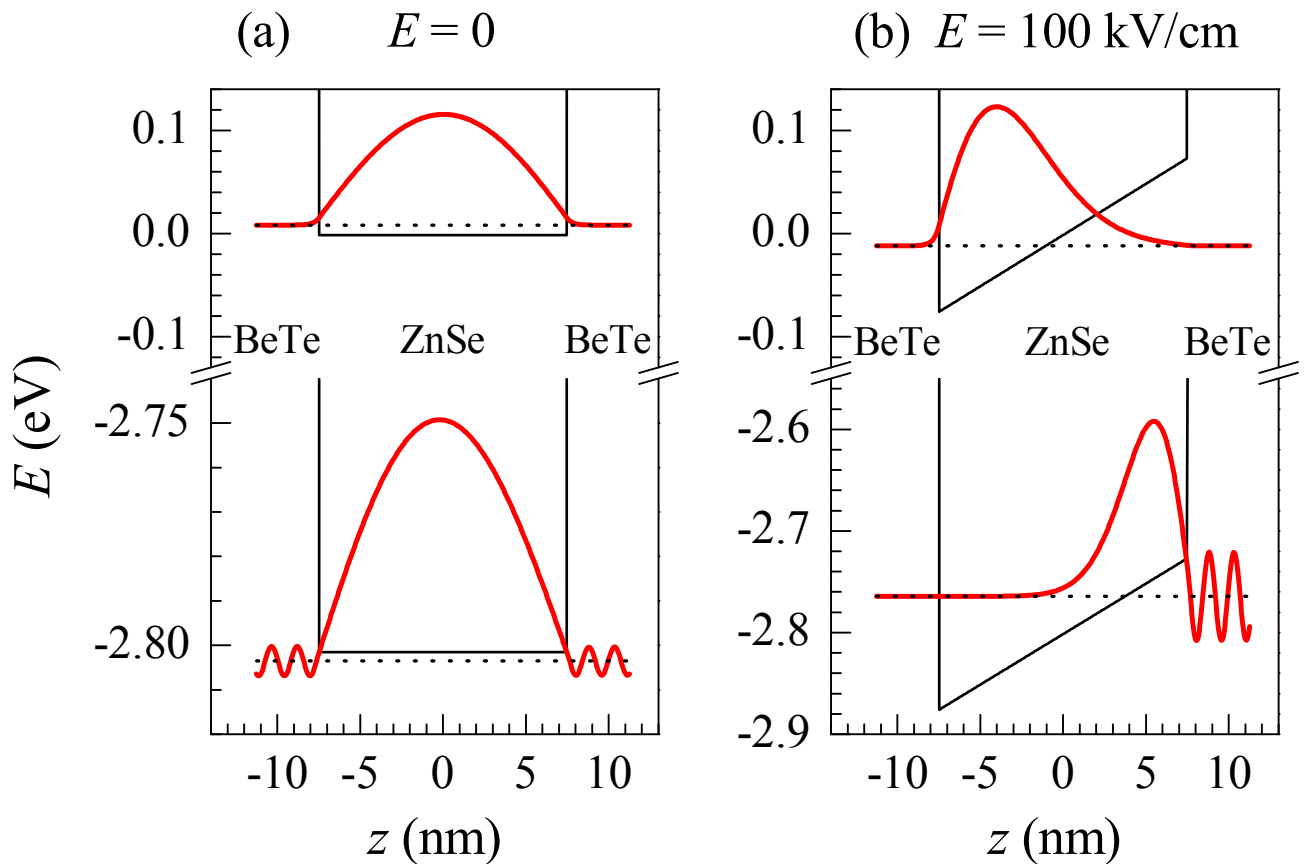 (a) E = 0
(b) E = 100 kV/cm
E (eV)
0.1
0.0
-0.1
BeTe ZnSe BeTe
-2.75
-2.80
-10 -5 0 5 10
z (nm)
0.1
0.0
-0.1
BeTe ZnSe BeTe
-2.6
-2.7
-2.8
-2.9
-10 -5 0 5 10
z (nm)